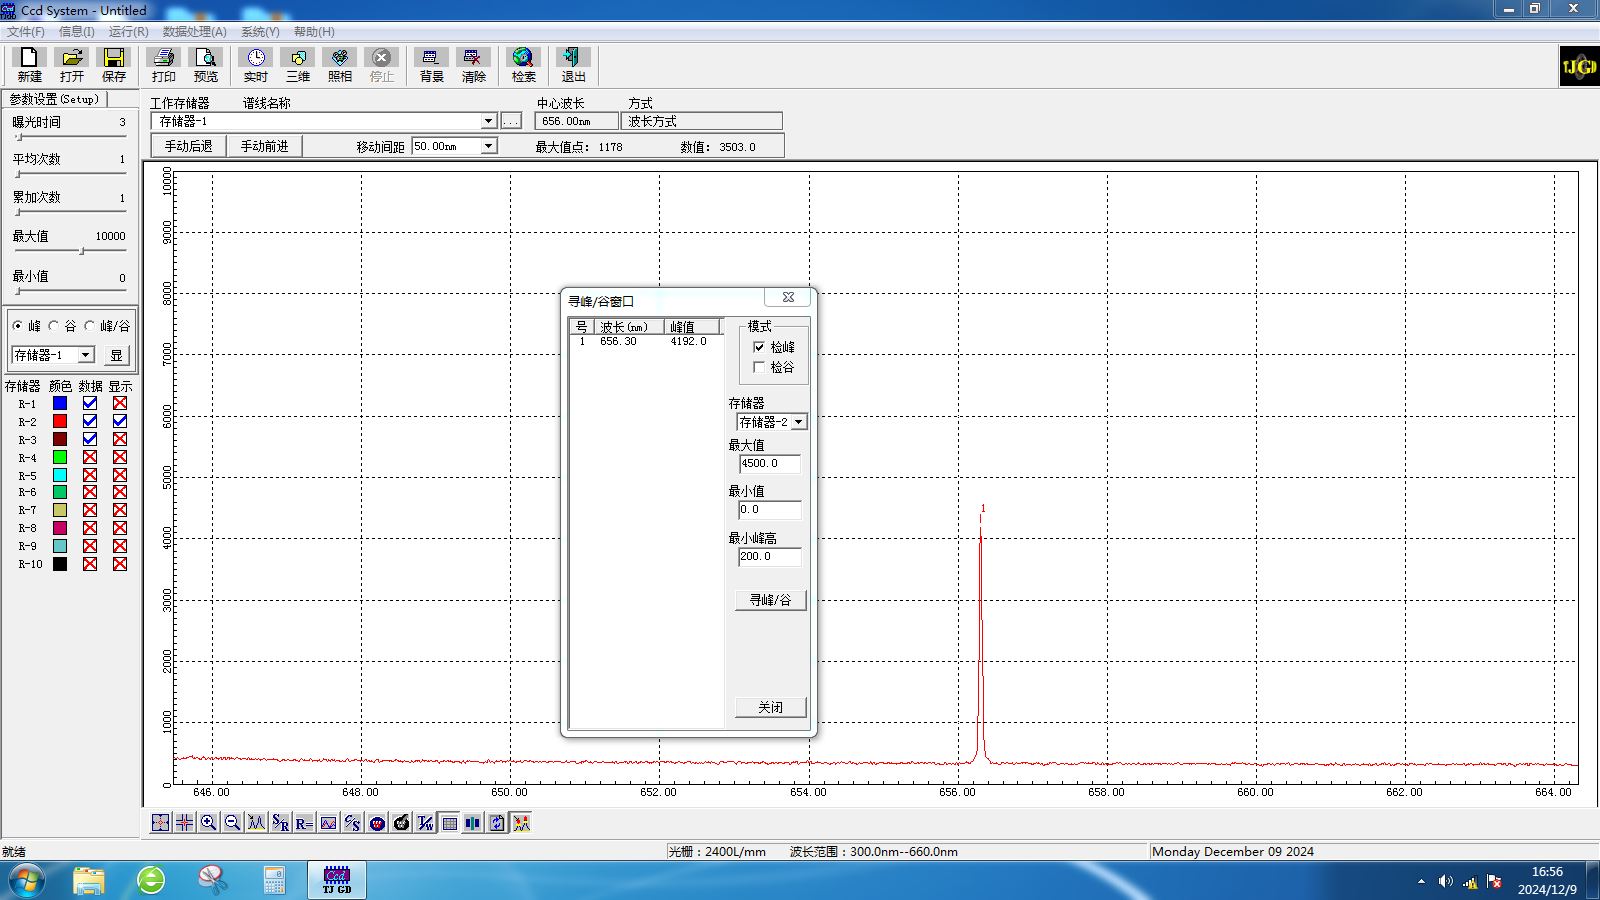 Ccd System - Untitled
文件(F) 信息(I) 运行(R) 数据处理(A) 系统(Y) 帮助(H)
新建 打开 保存 打印 预览 实时 三维 照相 停止 背景 清除 检索 退出
TJGD
参数设置(Setup)
曝光时间 3
平均次数 1
累加次数 1
最大值 10000
最小值 0
峰 谷 峰/谷
存储器-1 显
存储器 颜色 数据 显示
R-1
R-2
R-3
R-4
R-5
R-6
R-7
R-8
R-9
R-10
工作存储器 谱线名称 中心波长 方式
存储器-1 ... 656.00nm 波长方式
手动后退 手动前进 移动间距 50.00nm 最大值点: 1178 数值: 3503.0
10000
9000
8000
7000
6000
5000
4000
3000
2000
1000
0
646.00 648.00 650.00 652.00 654.00 656.00 658.00 660.00 662.00 664.00
1
寻峰/谷窗口
号 波长(nm) 峰值
1 656.30 4192.0
模式
检峰
检谷
存储器
存储器-2
最大值
4500.0
最小值
0.0
最小峰高
200.0
寻峰/谷
关闭
就绪 光栅：2400L/mm 波长范围：300.0nm--660.0nm Monday December 09 2024
Ccd
TJ GD
16:56
2024/12/9